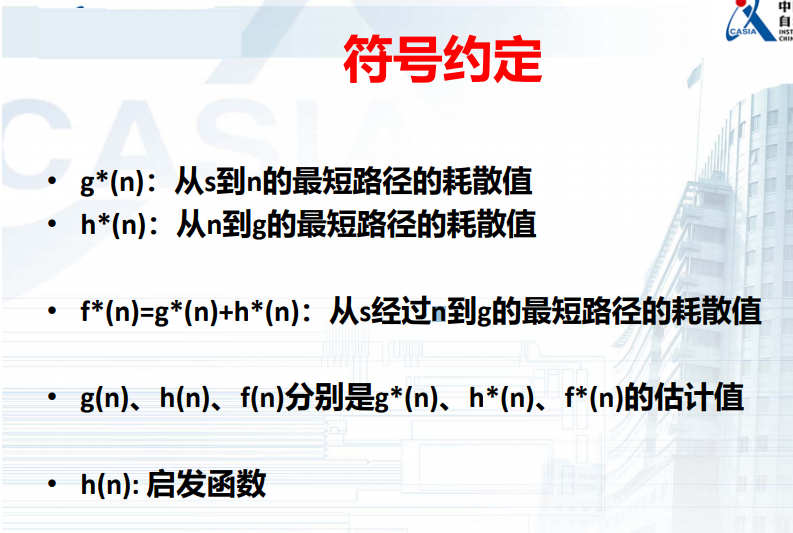 中
自
INST
CHIN
CASIA
符号约定
CASIA
• g*(n)：从s到n的最短路径的耗散值
• h*(n)：从n到g的最短路径的耗散值
• f*(n)=g*(n)+h*(n)：从s经过n到g的最短路径的耗散值
• g(n)、h(n)、f(n)分别是g*(n)、h*(n)、f*(n)的估计值
• h(n): 启发函数
CASIA